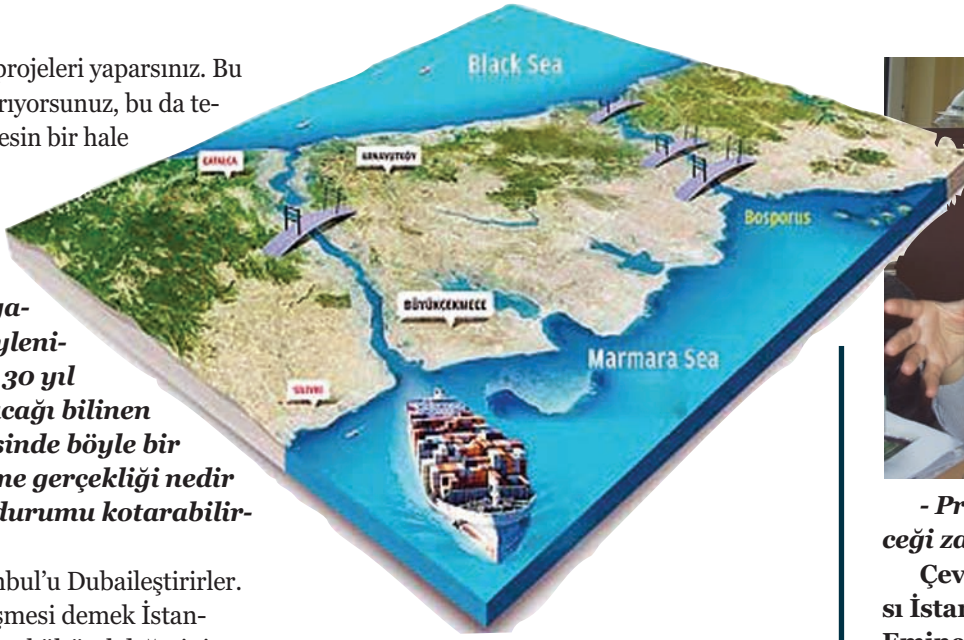 projeleri yaparsınız. Bu
rıyorsunuz, bu da te-
esin bir hale
ya-
yleni-
30 yıl
cağı bilinen
sinde böyle bir
me gerçekliği nedir
durumu kotarabilir-
nbul’u Dubaileştirirler.
şmesi demek İstan-
Black Sea
ÇATALCA
ARNAVUTKÖY
Bosporus
BÜYÜKÇEKMECE
Marmara Sea
SİLİVRİ
- Pr
ceği za
Çev
sı İstan